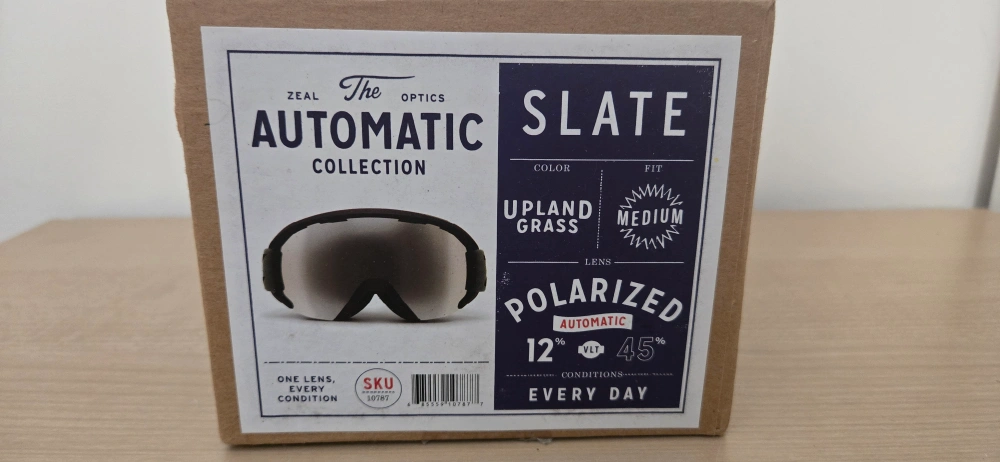 ZEAL The OPTICS
AUTOMATIC
COLLECTION
ONE LENS,
EVERY
CONDITION
SKU
10787
SLATE
COLOR
UPLAND
GRASS
FIT
MEDIUM
LENS
POLARIZED
AUTOMATIC
12% VLT 45%
CONDITIONS
EVERY DAY